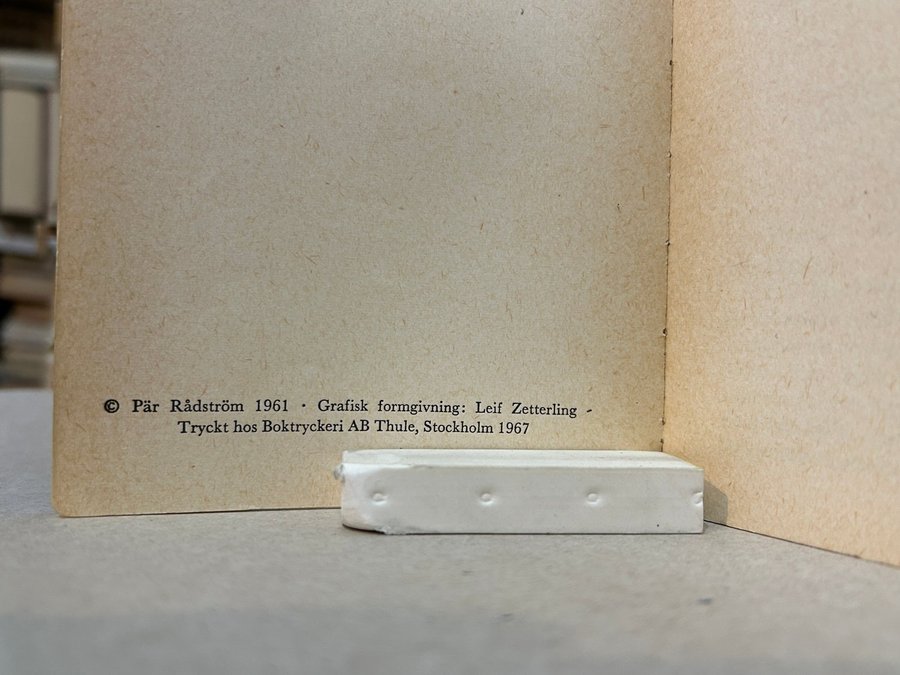 © Pär Rådström 1961 · Grafisk formgivning: Leif Zetterling -
Tryckt hos Boktryckeri AB Thule, Stockholm 1967